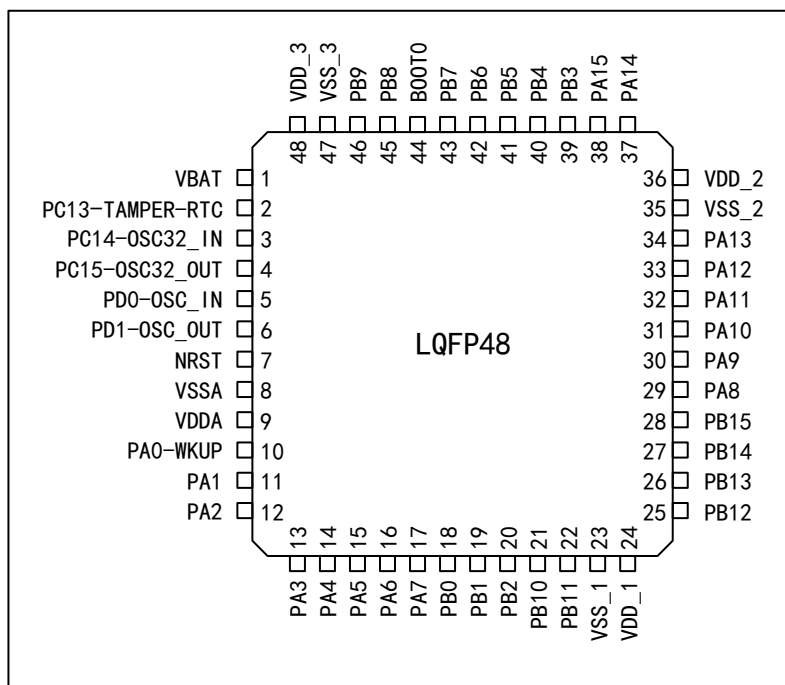 VDD_3
VSS_3
PB9
PB8
BOOT0
PB7
PB6
PB5
PB4
PB3
PA15
PA14
48
47
46
45
44
43
42
41
40
39
38
37
VBAT 1
PC13-TAMPER-RTC 2
PC14-OSC32_IN 3
PC15-OSC32_OUT 4
PD0-OSC_IN 5
PD1-OSC_OUT 6
NRST 7
VSSA 8
VDDA 9
PA0-WKUP 10
PA1 11
PA2 12
LQFP48
36 VDD_2
35 VSS_2
34 PA13
33 PA12
32 PA11
31 PA10
30 PA9
29 PA8
28 PB15
27 PB14
26 PB13
25 PB12
13
14
15
16
17
18
19
20
21
22
23
24
PA3
PA4
PA5
PA6
PA7
PB0
PB1
PB2
PB10
PB11
VSS_1
VDD_1